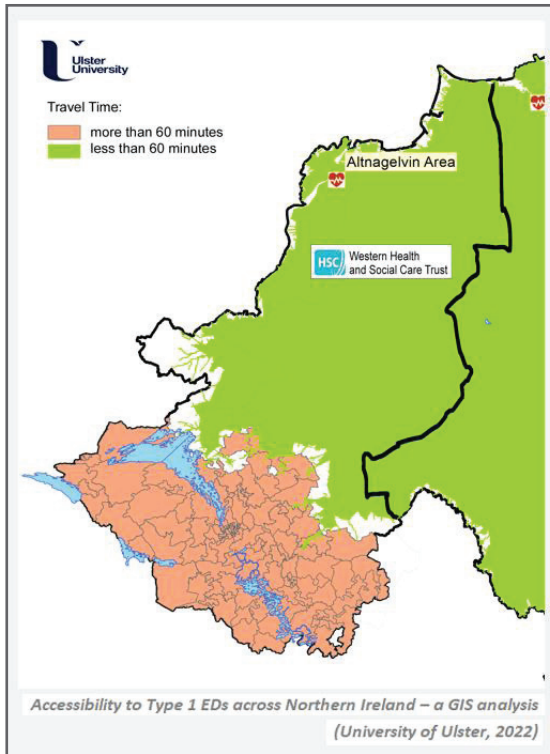 Ulster
University
Travel Time:
more than 60 minutes
less than 60 minutes
Altnagelvin Area
HSC
Western Health
and Social Care Trust
Accessibility to Type 1 EDs across Northern Ireland – a GIS analysis
(University of Ulster, 2022)